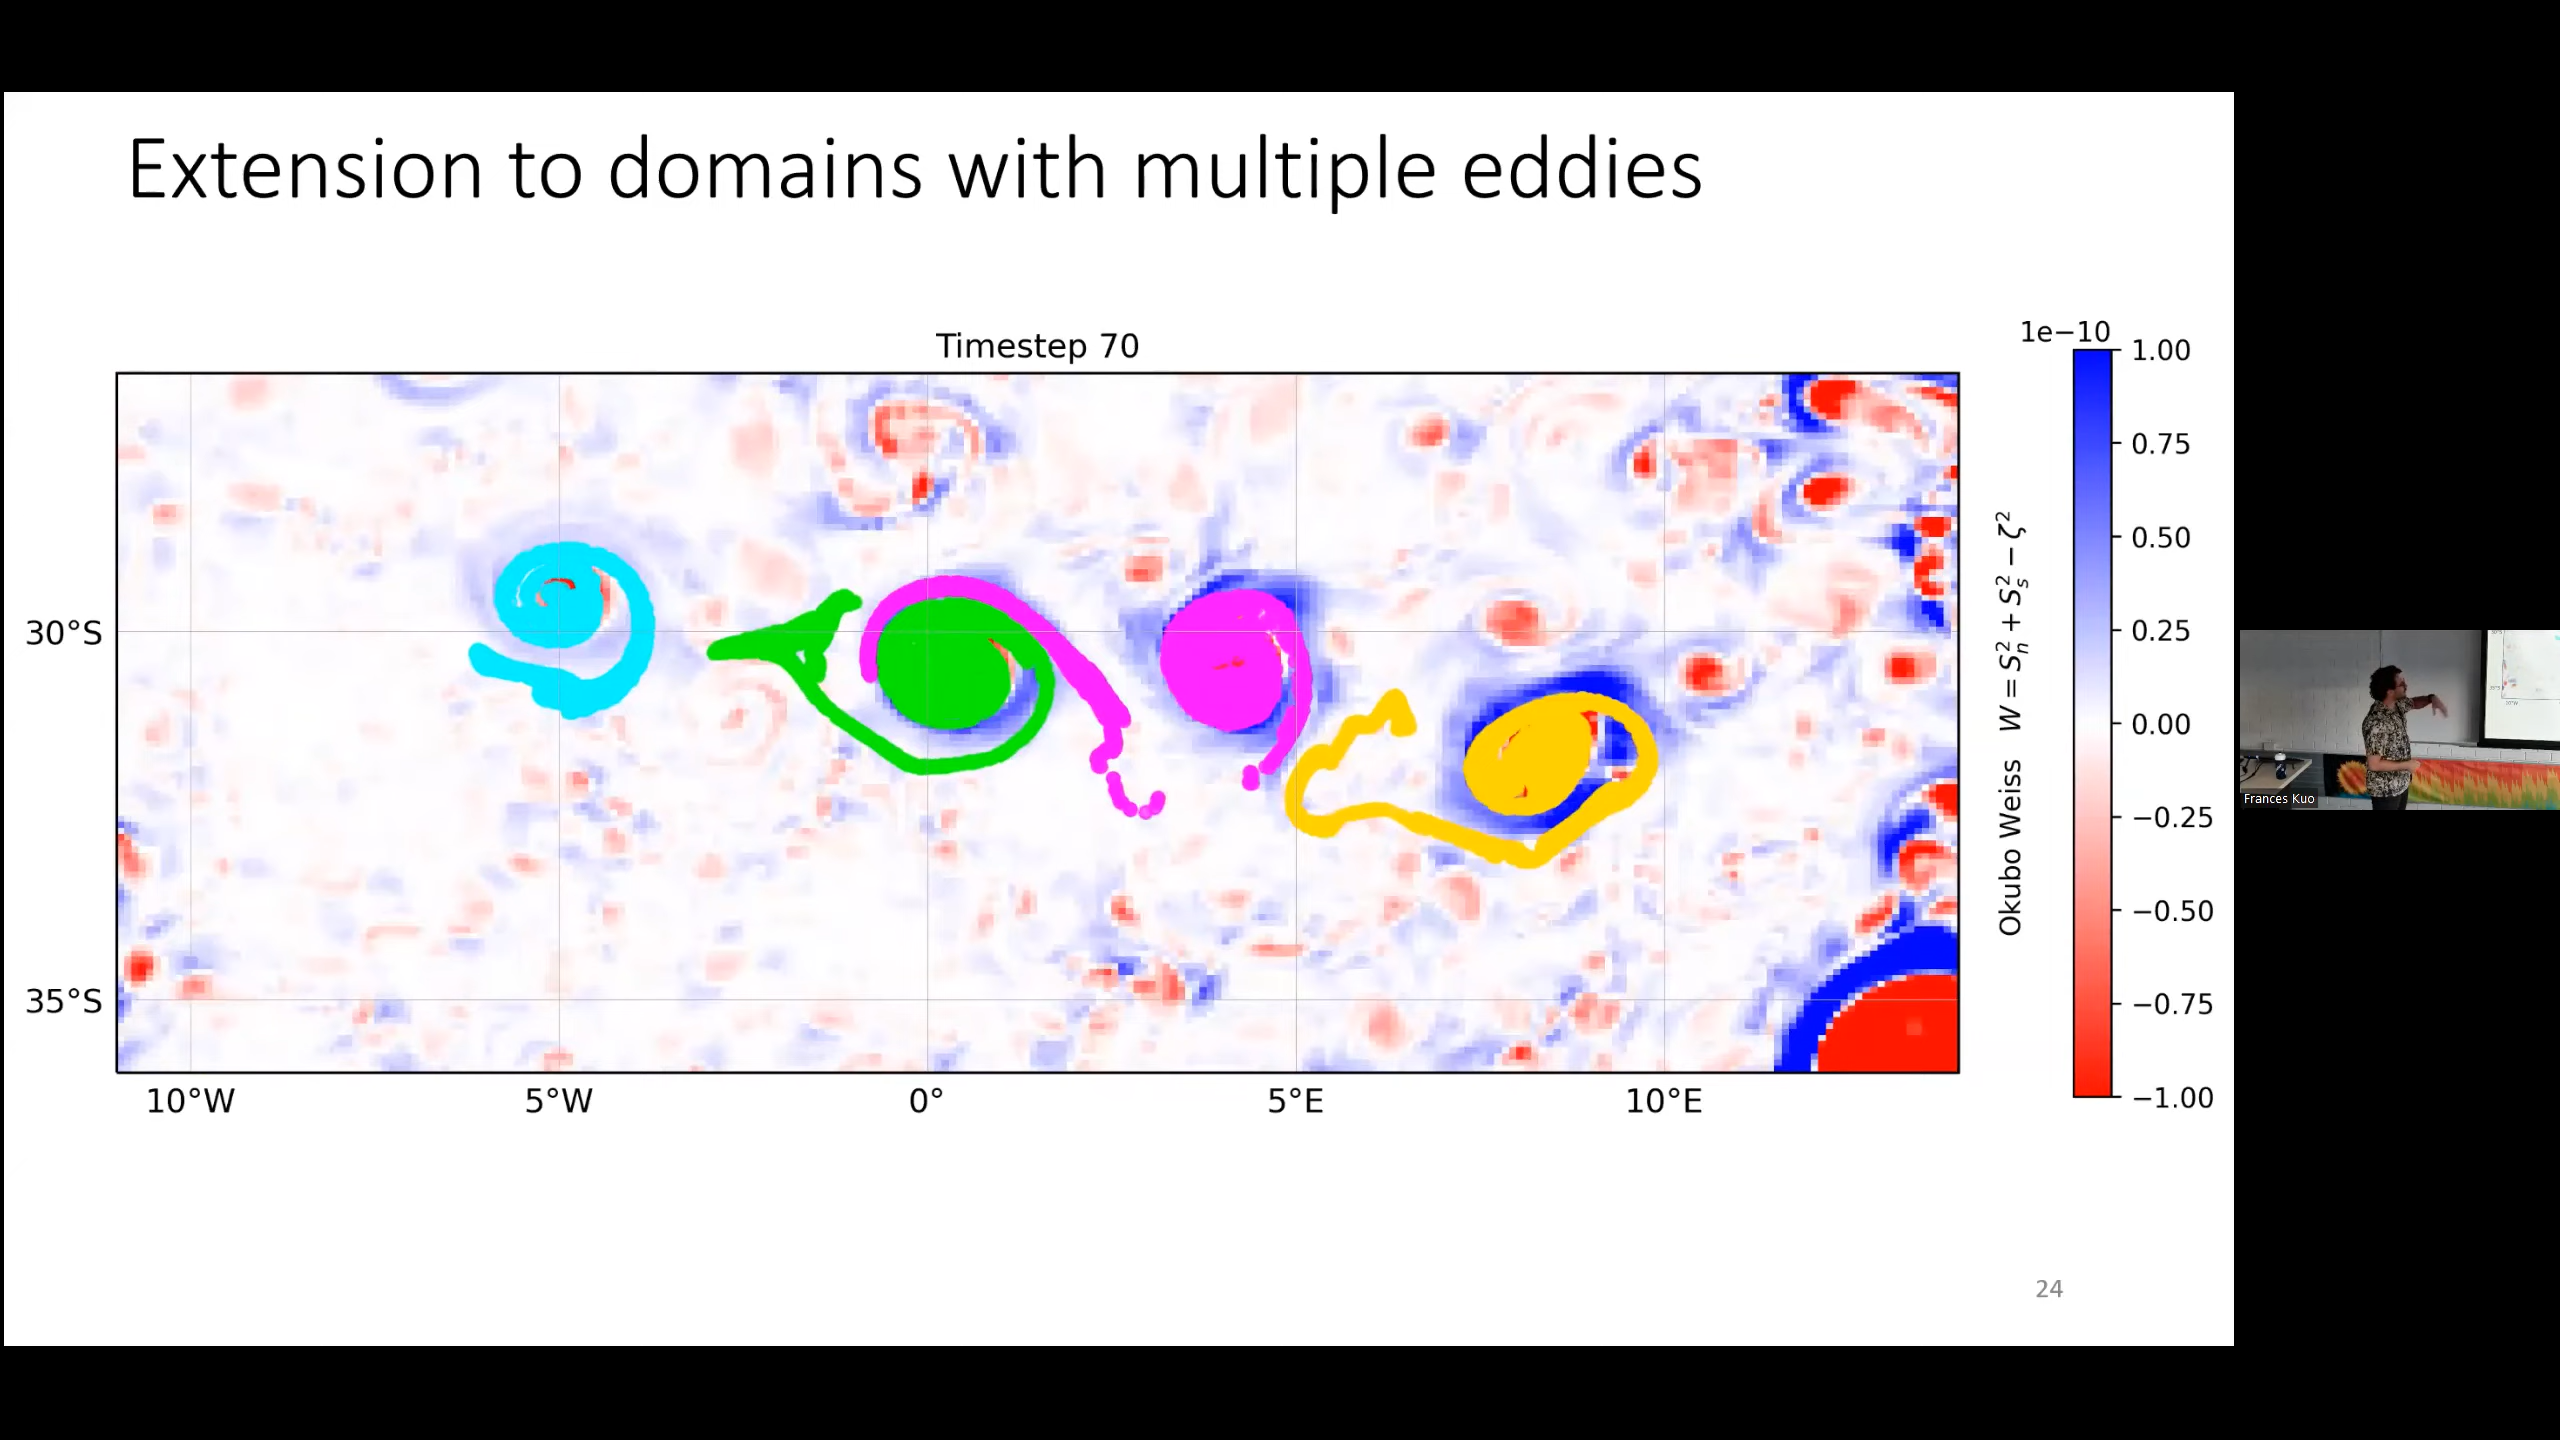 Extension to domains with multiple eddies
Timestep 70
1e−10
1.00
0.75
0.50
0.25
0.00
−0.25
−0.50
−0.75
−1.00
Okubo Weiss W = S_n^2 + S_s^2 − ζ^2
30°S
35°S
10°W
5°W
0°
5°E
10°E
24
Frances Kuo